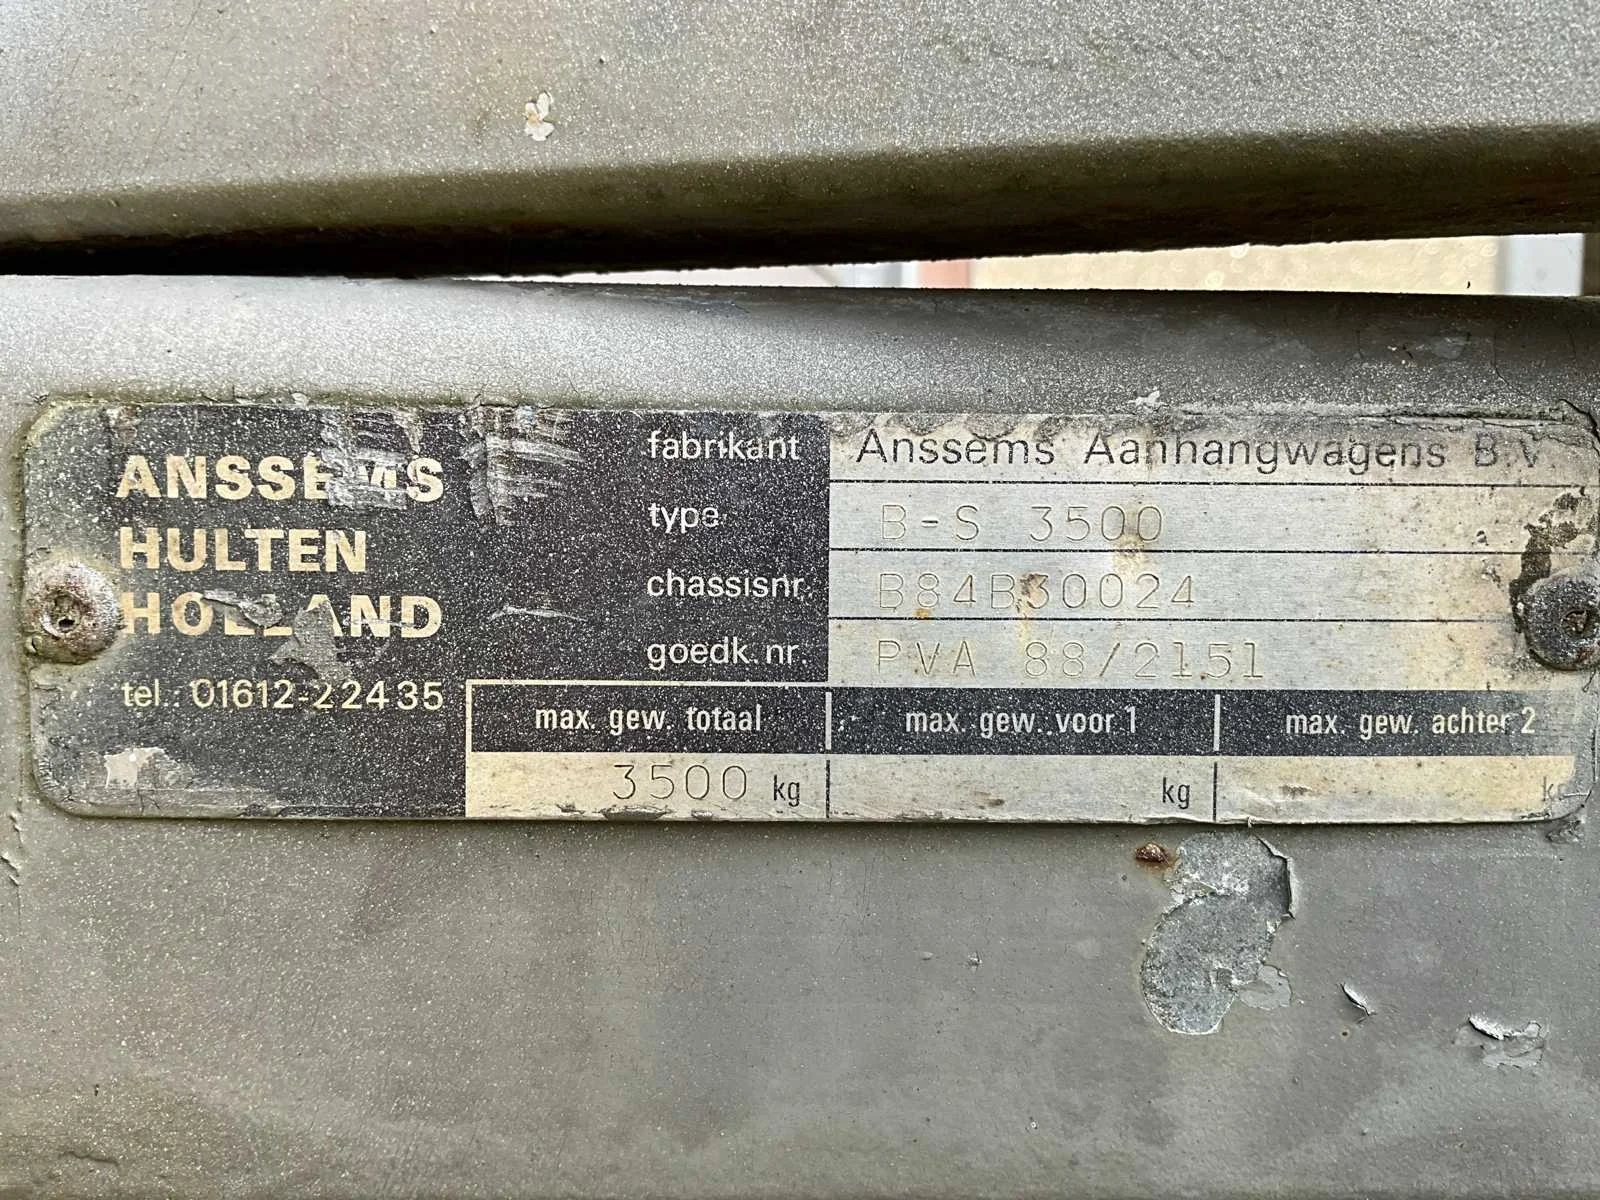 ANSSEMS
HULTEN
HOLLAND
tel.: 01612-22435
fabrikant Anssems Aanhangwagens B.V.
type B-S 3500
chassisnr. B84B30024
goedk.nr. PVA 88/2151
max. gew. totaal max. gew. voor 1 max. gew. achter 2
3500 kg kg kg